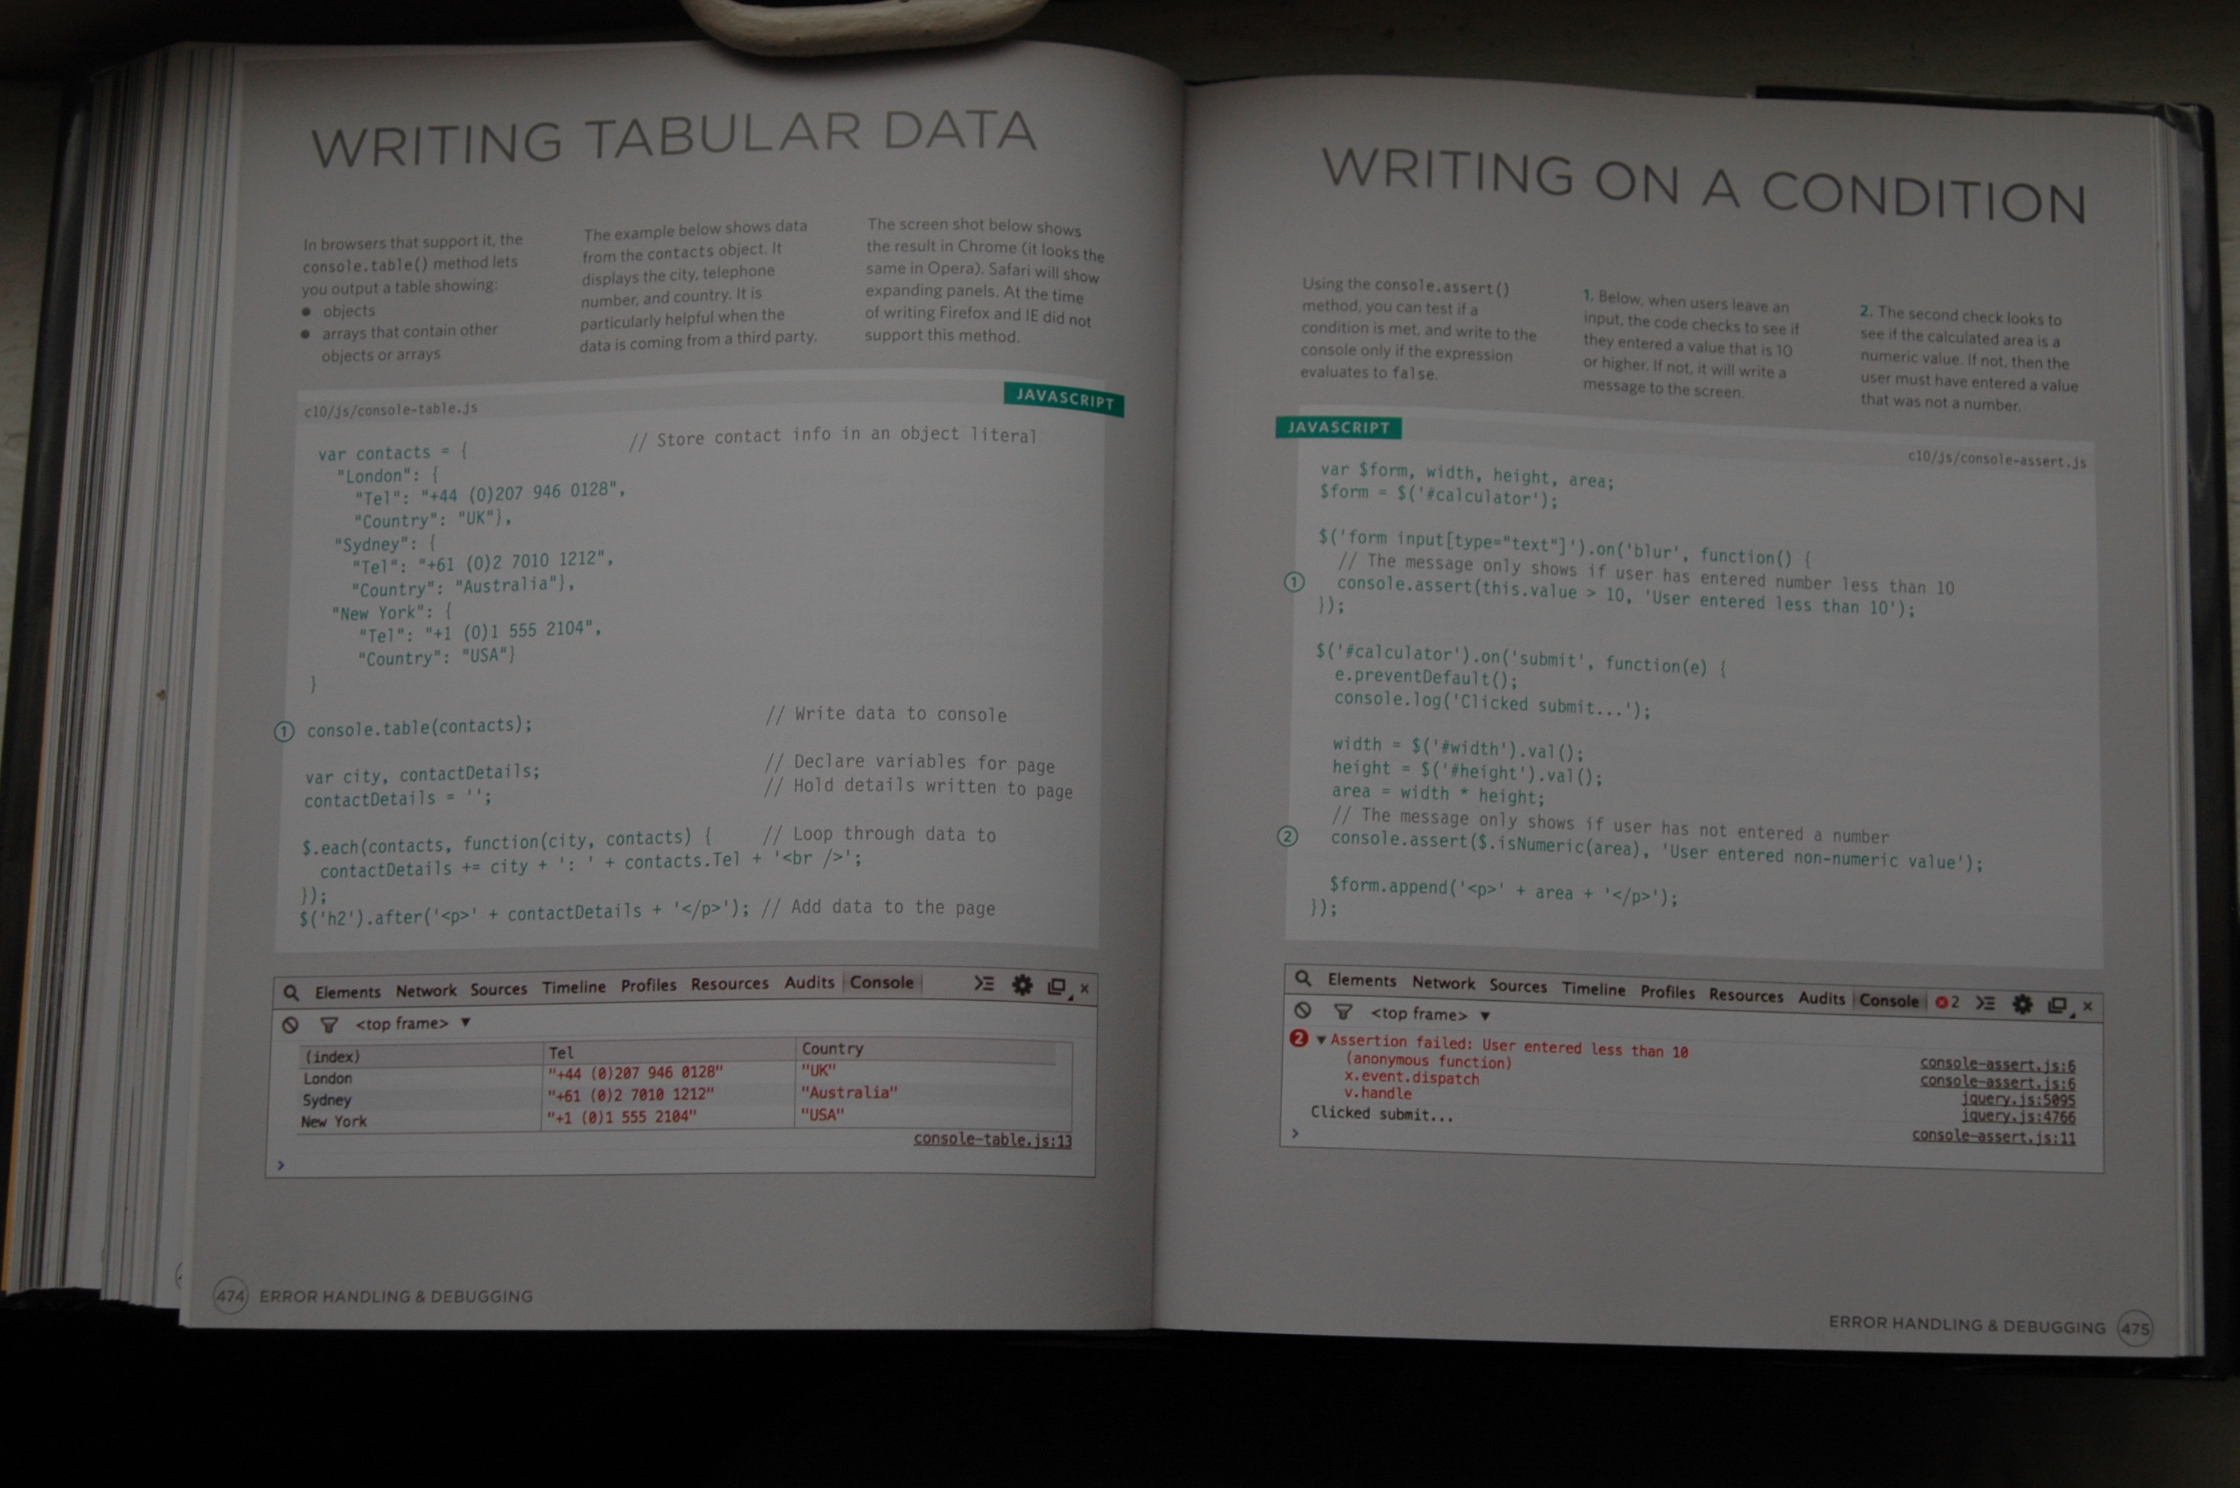 WRITING TABULAR DATA
In browsers that support it, the
console.table() method lets
you output a table showing:
● objects
● arrays that contain other
objects or arrays
The example below shows data
from the contacts object. It
displays the city, telephone
number, and country. It is
particularly helpful when the
data is coming from a third party.
The screen shot below shows
the result in Chrome (it looks the
same in Opera). Safari will show
expanding panels. At the time
of writing Firefox and IE did not
support this method.
c10/js/console-table.js JAVASCRIPT
var contacts = { // Store contact info in an object literal
"London": {
"Tel": "+44 (0)207 946 0128",
"Country": "UK"},
"Sydney": {
"Tel": "+61 (0)2 7010 1212",
"Country": "Australia"},
"New York": {
"Tel": "+1 (0)1 555 2104",
"Country": "USA"}
}
① console.table(contacts); // Write data to console
var city, contactDetails; // Declare variables for page
contactDetails = ''; // Hold details written to page
$.each(contacts, function(city, contacts) { // Loop through data to
contactDetails += city + ': ' + contacts.Tel + '<br />';
});
$('h2').after('<p>' + contactDetails + '</p>'); // Add data to the page
Elements Network Sources Timeline Profiles Resources Audits Console ×
<top frame> ▼
(index) Tel Country
London "+44 (0)207 946 0128" "UK"
Sydney "+61 (0)2 7010 1212" "Australia"
New York "+1 (0)1 555 2104" "USA"
console-table.js:13
>
474 ERROR HANDLING & DEBUGGING
WRITING ON A CONDITION
Using the console.assert()
method, you can test if a
condition is met, and write to the
console only if the expression
evaluates to false.
1. Below, when users leave an
input, the code checks to see if
they entered a value that is 10
or higher. If not, it will write a
message to the screen.
2. The second check looks to
see if the calculated area is a
numeric value. If not, then the
user must have entered a value
that was not a number.
JAVASCRIPT c10/js/console-assert.js
var $form, width, height, area;
$form = $('#calculator');
$('form input[type="text"]').on('blur', function() {
// The message only shows if user has entered number less than 10
① console.assert(this.value > 10, 'User entered less than 10');
});
$('#calculator').on('submit', function(e) {
e.preventDefault();
console.log('Clicked submit...');
width = $('#width').val();
height = $('#height').val();
area = width * height;
// The message only shows if user has not entered a number
② console.assert($.isNumeric(area), 'User entered non-numeric value');
$form.append('<p>' + area + '</p>');
});
Elements Network Sources Timeline Profiles Resources Audits Console 2 ×
<top frame> ▼
2 ▼ Assertion failed: User entered less than 10 console-assert.js:6
(anonymous function) console-assert.js:6
x.event.dispatch jquery.js:5095
v.handle jquery.js:4766
Clicked submit... console-assert.js:11
>
ERROR HANDLING & DEBUGGING 475